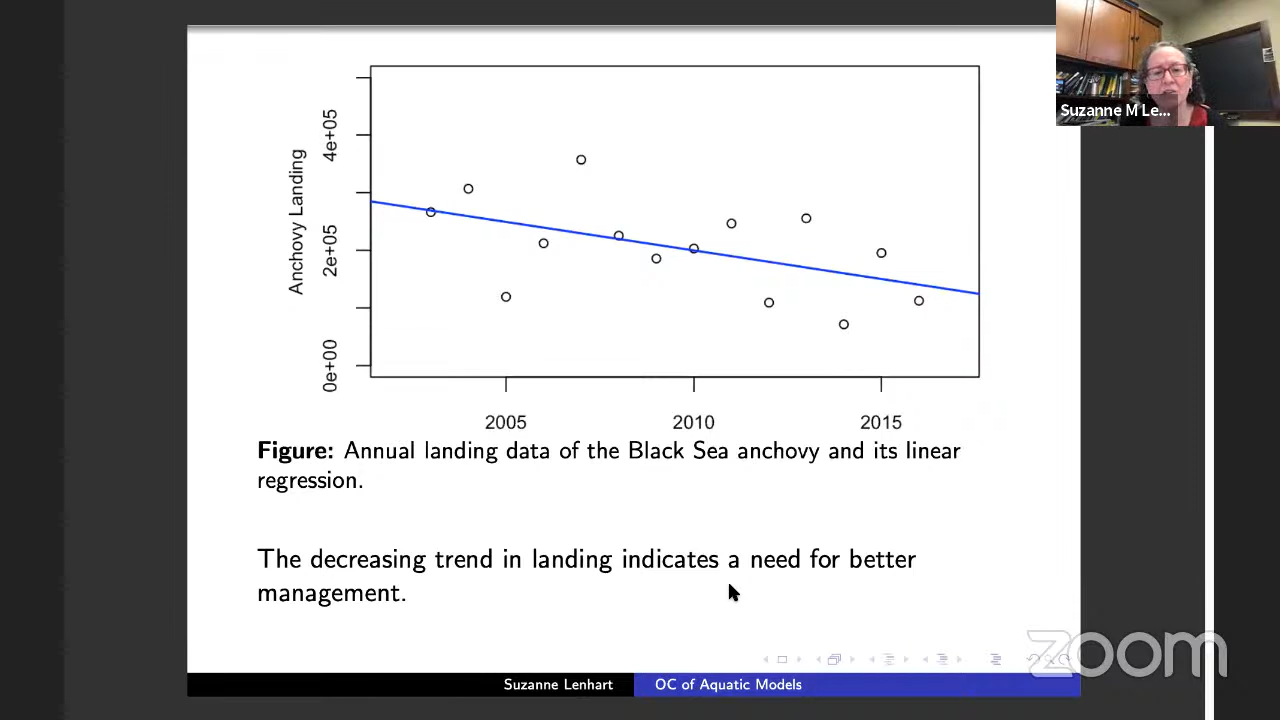 Suzanne M Le...
Anchovy Landing
4e+05
2e+05
0e+00
2005 2010 2015
Figure: Annual landing data of the Black Sea anchovy and its linear
regression.
The decreasing trend in landing indicates a need for better
management.
zoom
Suzanne Lenhart OC of Aquatic Models